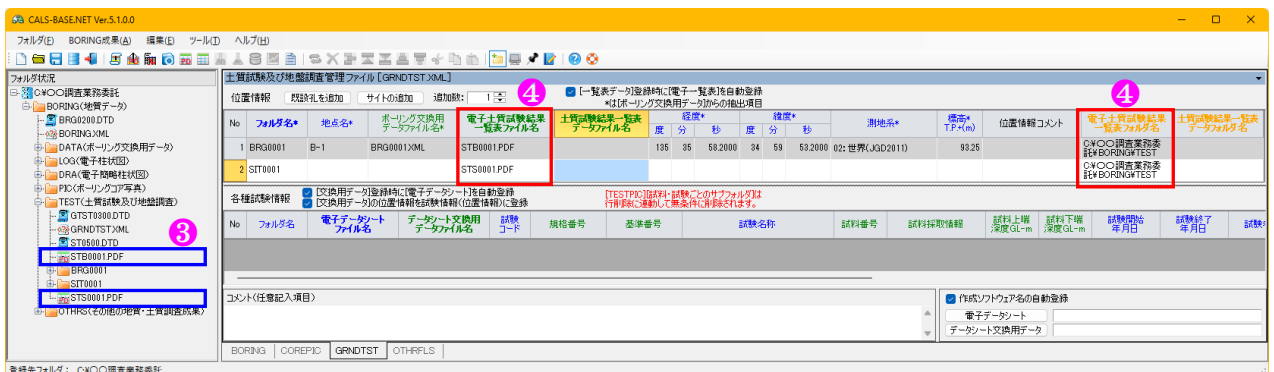 CALS-BASE.NET Ver.5.1.0.0
フォルダ(F) BORING成果(A) 編集(E) ツール(T) ヘルプ(H)
フォルダ状況
C:¥〇〇調査業務委託
BORING(地質データ)
BRG0200.DTD
BORING.XML
DATA(ボーリング交換用データ)
LOG(電子柱状図)
DRA(電子簡略柱状図)
PIC(ボーリングコア写真)
TEST(土質試験及び地盤調査)
GTST0300.DTD
GRNDTST.XML
ST0500.DTD
STB0001.PDF
BRG0001
SIT0001
STS0001.PDF
OTHRS(その他の地質・土質調査成果)
3
土質試験及び地盤調査管理ファイル [GRNDTST.XML]
位置情報 既設孔を追加 サイトの追加 追加数: 1
4
[一覧表データ]登録時に[電子一覧表]を自動登録
*は[ボーリング交換用データ]からの抽出項目
4
No フォルダ名* 地点名* ボーリング交換用データファイル名* 電子土質試験結果一覧表ファイル名 土質試験結果一覧表データファイル名 経度* 度 分 秒 緯度* 度 分 秒 測地系* 標高* T.P.+(m) 位置情報コメント 電子土質試験結果一覧表フォルダ名 土質試験結果一覧表データフォルダ名
1 BRG0001 B-1 BRG0001.XML STB0001.PDF 135 35 58.2000 34 59 53.2000 02: 世界(JGD2011) 93.25 C:¥〇〇調査業務委託¥BORING¥TEST
2 SIT0001 STS0001.PDF C:¥〇〇調査業務委託¥BORING¥TEST
各種試験情報
[交換用データ]登録時に[電子データシート]を自動登録
[交換用データ]の位置情報を試験情報(位置情報)に登録
[TESTPIC][試料・試験ごとのサブフォルダ]は
行削除に連動して無条件に削除されます。
No フォルダ名 電子データシートファイル名 データシート交換用データファイル名 試験コード 規格番号 基準番号 試験名称 試料番号 試料採取情報 試料上端深度GL-m 試料下端深度GL-m 試験開始年月日 試験終了年月日
コメント(任意記入項目)
作成ソフトウェア名の自動登録
電子データシート
データシート交換用データ
BORING COREPIC GRNDTST OTHRFLS
登録先フォルダ: C:¥〇〇調査業務委託